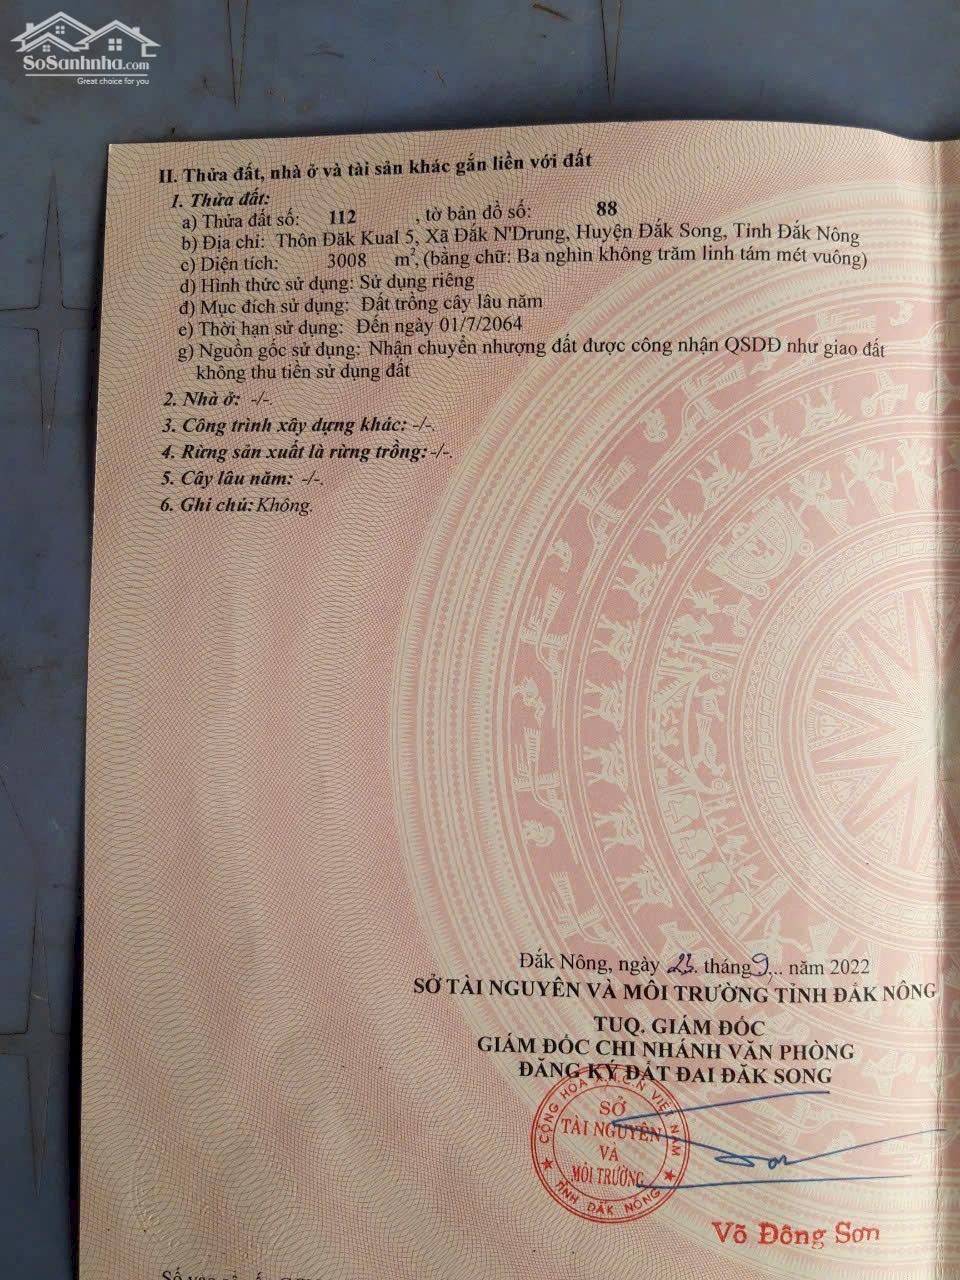 SoSanhnha.com
Great choice for you
II. Thửa đất, nhà ở và tài sản khác gắn liền với đất
1. Thửa đất:
a) Thửa đất số: 112 , tờ bản đồ số: 88
b) Địa chỉ: Thôn Đăk Kual 5, Xã Đắk N'Drung, Huyện Đắk Song, Tỉnh Đắk Nông
c) Diện tích: 3008 m², (bằng chữ: Ba nghìn không trăm linh tám mét vuông)
d) Hình thức sử dụng: Sử dụng riêng
đ) Mục đích sử dụng: Đất trồng cây lâu năm
e) Thời hạn sử dụng: Đến ngày 01/7/2064
g) Nguồn gốc sử dụng: Nhận chuyển nhượng đất được công nhận QSDĐ như giao đất
không thu tiền sử dụng đất
2. Nhà ở: -/-.
3. Công trình xây dựng khác: -/-.
4. Rừng sản xuất là rừng trồng: -/-.
5. Cây lâu năm: -/-.
6. Ghi chú: Không.
Đắk Nông, ngày 23. tháng 9... năm 2022
SỞ TÀI NGUYÊN VÀ MÔI TRƯỜNG TỈNH ĐẮK NÔNG
TUQ. GIÁM ĐỐC
GIÁM ĐỐC CHI NHÁNH VĂN PHÒNG
ĐĂNG KÝ ĐẤT ĐAI ĐĂK SONG
CỘNG HÒA X.H.C.N VIỆT NAM
SỞ
TÀI NGUYÊN
VÀ
MÔI TRƯỜNG
TỈNH ĐẮK NÔNG
Võ Đông Sơn